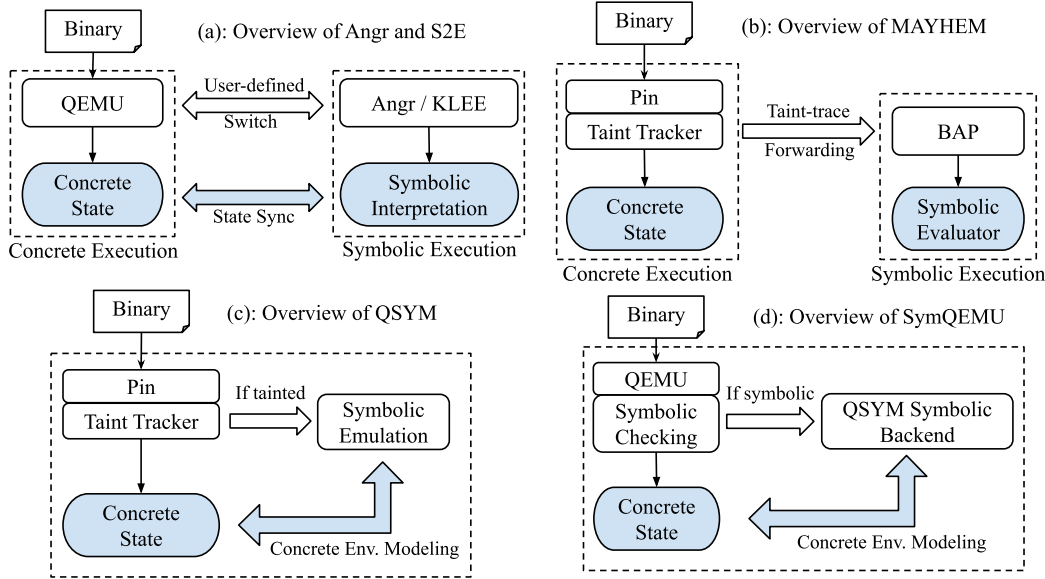 Binary
(a): Overview of Angr and S2E
QEMU
User-defined
Switch
Angr / KLEE
Concrete
State
State Sync
Symbolic
Interpretation
Concrete Execution
Symbolic Execution
Binary
(b): Overview of MAYHEM
Pin
Taint Tracker
Taint-trace
Forwarding
BAP
Concrete
State
Symbolic
Evaluator
Concrete Execution
Symbolic Execution
Binary
(c): Overview of QSYM
Pin
Taint Tracker
If tainted
Symbolic
Emulation
Concrete
State
Concrete Env. Modeling
Binary
(d): Overview of SymQEMU
QEMU
Symbolic
Checking
If symbolic
QSYM Symbolic
Backend
Concrete
State
Concrete Env. Modeling